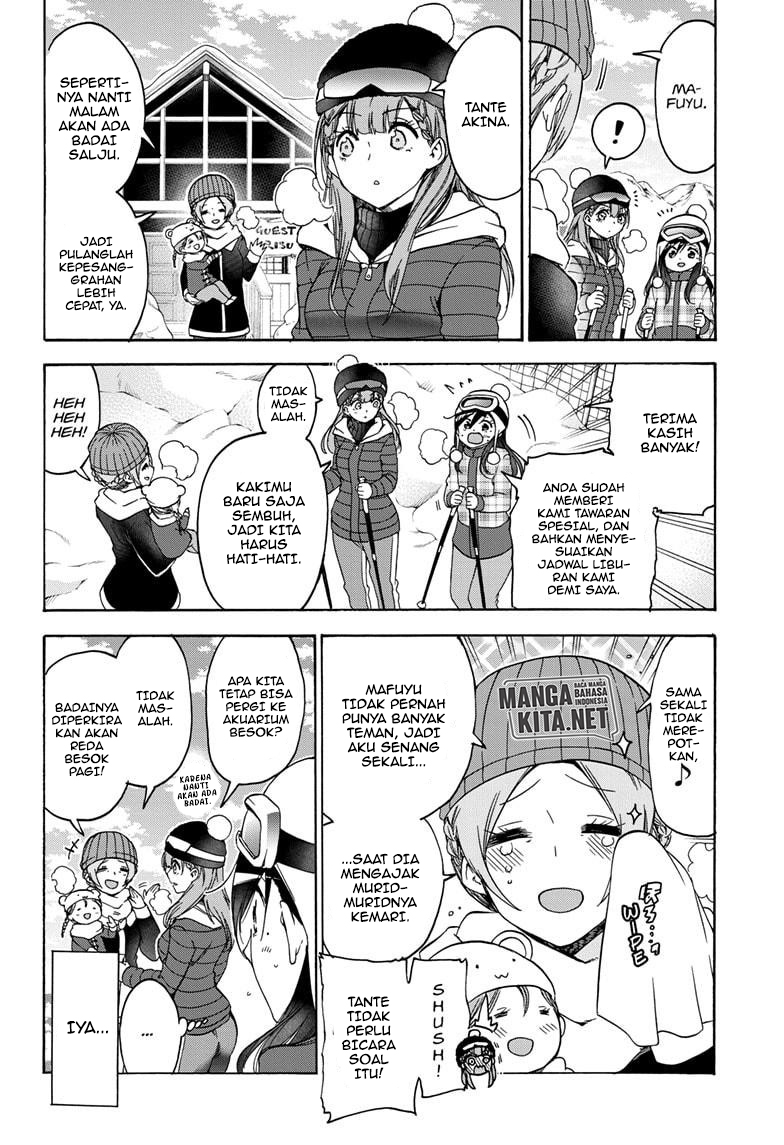 MA-
FUYU.
!
TANTE
AKINA.
SEPERTI-
NYA NANTI
MALAM
AKAN ADA
BADAI
SALJU.
JADI
PULANGLAH
KEPESANG-
GRAHAN
LEBIH
CEPAT, YA.
GUEST
TERIMA
KASIH
BANYAK!
ANDA SUDAH
MEMBERI
KAMI TAWARAN
SPESIAL, DAN
BAHKAN MENYE-
SUAIKAN
JADWAL LIBU-
RAN KAMI
DEMI SAYA.
TIDAK
MAS-
ALAH.
KAKIMU
BARU SAJA
SEMBUH,
JADI KITA
HARUS
HATI-HATI.
HEH
HEH
HEH!
SAMA
SEKALI
TIDAK
MERE-
POT-
KAN,
♪
MANGA
KITA.NET
BACA MANGA
BAHASA
INDONESIA
MAFUYU
TIDAK PERNAH
PUNYA BANYAK
TEMAN, JADI
AKU SENANG
SEKALI...
...SAAT DIA
MENGAJAK
MURID-
MURIDNYA
KEMARI.
WIPE
SHUSH!
TANTE
TIDAK
PERLU
BICARA
SOAL
ITU!
APA KITA
TETAP BISA
PERGI KE
AKUARIUM
BESOK?
KARENA
NANTI
AKAN ADA
BADAI.
TIDAK
MAS-
ALAH.
BADAINYA
DIPERKIRA
KAN AKAN
REDA
BESOK
PAGI!
...
IYA...